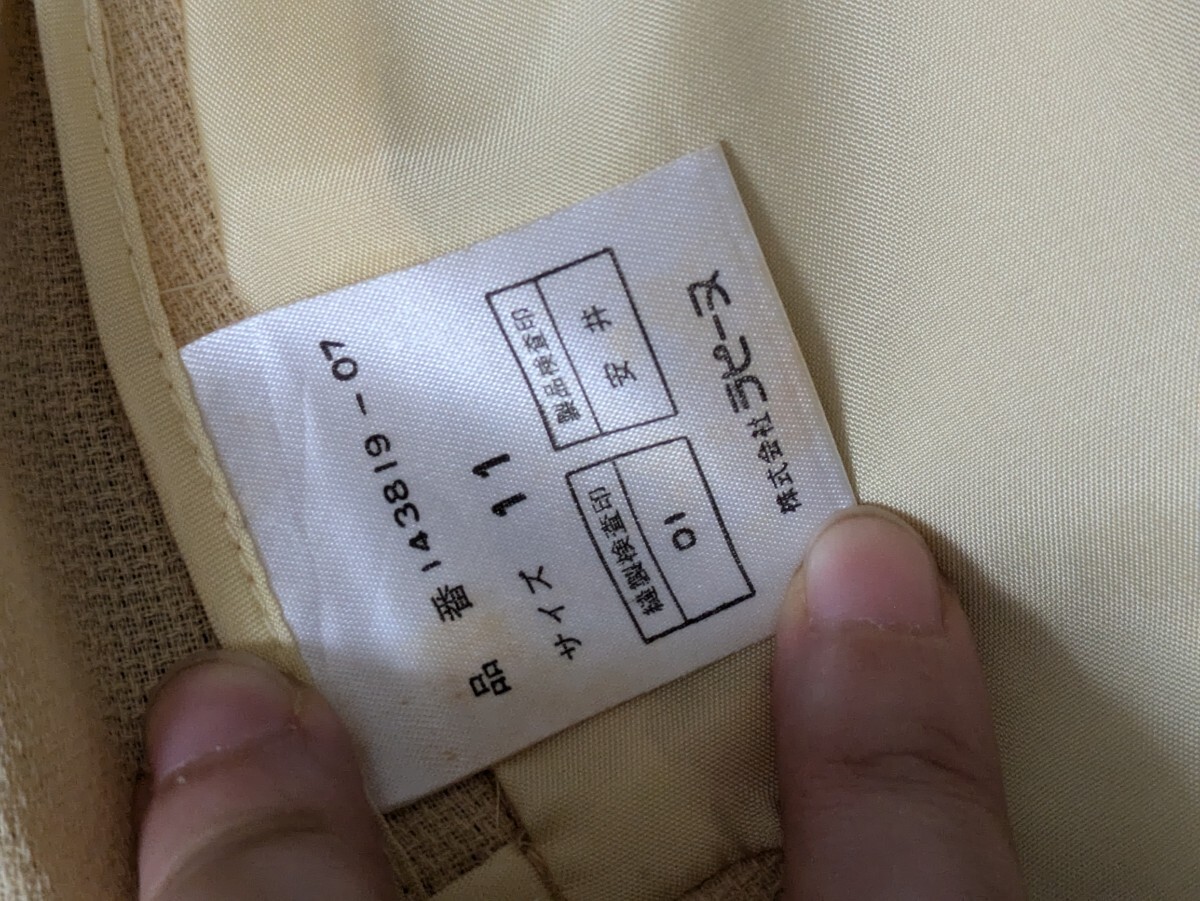 品 番 143819-07
サイズ 11
縫製検査印
01
製品検査印
安井
株式会社 ラピーヌ